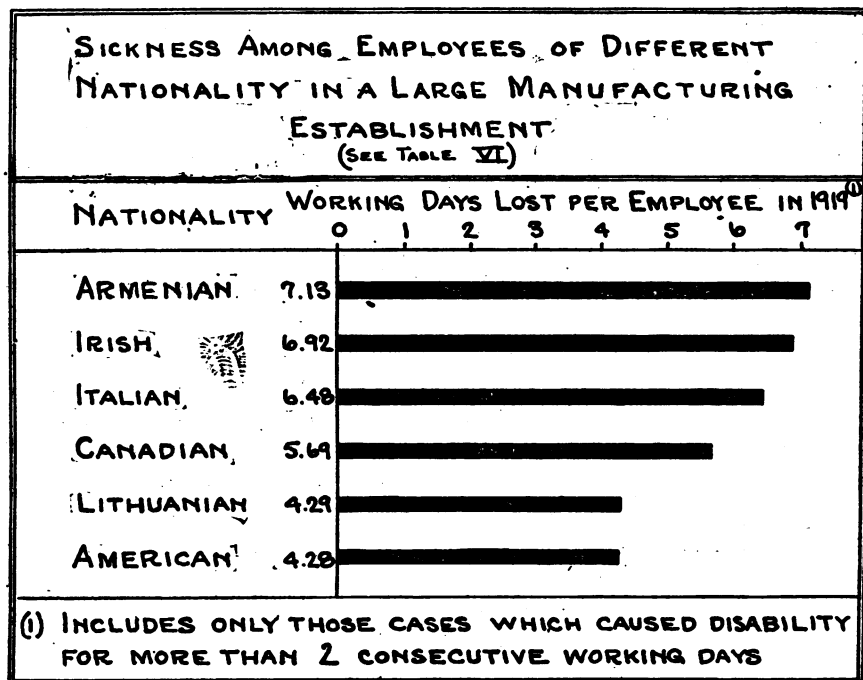 SICKNESS AMONG EMPLOYEES OF DIFFERENT
NATIONALITY IN A LARGE MANUFACTURING
ESTABLISHMENT
(SEE TABLE VI)
NATIONALITY WORKING DAYS LOST PER EMPLOYEE IN 1919(1)
0 1 2 3 4 5 6 7
ARMENIAN 7.13
IRISH 6.92
ITALIAN 6.48
CANADIAN 5.69
LITHUANIAN 4.29
AMERICAN 4.28
(1) INCLUDES ONLY THOSE CASES WHICH CAUSED DISABILITY
FOR MORE THAN 2 CONSECUTIVE WORKING DAYS